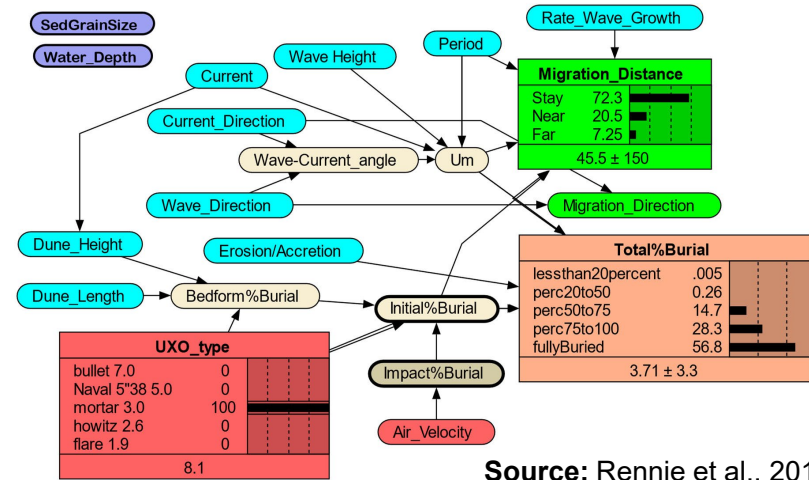 SedGrainSize
Water_Depth
Current
Wave Height
Period
Rate_Wave_Growth
Migration_Distance
Stay 72.3
Near 20.5
Far 7.25
45.5 ± 150
Current_Direction
Wave-Current_angle
Um
Wave_Direction
Migration_Direction
Dune_Height
Erosion/Accretion
Total%Burial
lessthan20percent .005
perc20to50 0.26
perc50to75 14.7
perc75to100 28.3
fullyBuried 56.8
3.71 ± 3.3
Dune_Length
Bedform%Burial
Initial%Burial
UXO_type
bullet 7.0 0
Naval 5"38 5.0 0
mortar 3.0 100
howitz 2.6 0
flare 1.9 0
8.1
Impact%Burial
Air_Velocity
Source: Rennie et al., 201